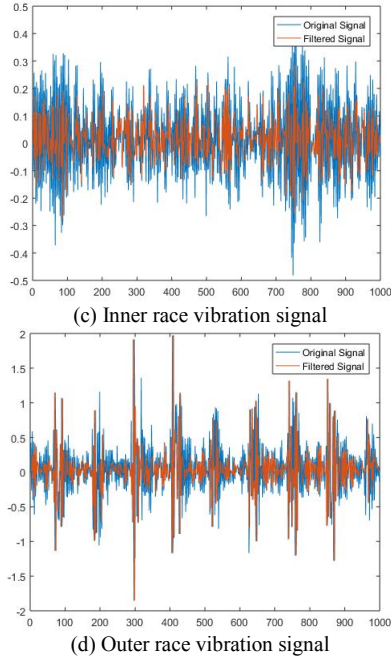 0.5
0.4
0.3
0.2
0.1
0
-0.1
-0.2
-0.3
-0.4
-0.5
Original Signal
Filtered Signal
0 100 200 300 400 500 600 700 800 900 1000
(c) Inner race vibration signal
2
1.5
1
0.5
0
-0.5
-1
-1.5
-2
Original Signal
Filtered Signal
0 100 200 300 400 500 600 700 800 900 1000
(d) Outer race vibration signal